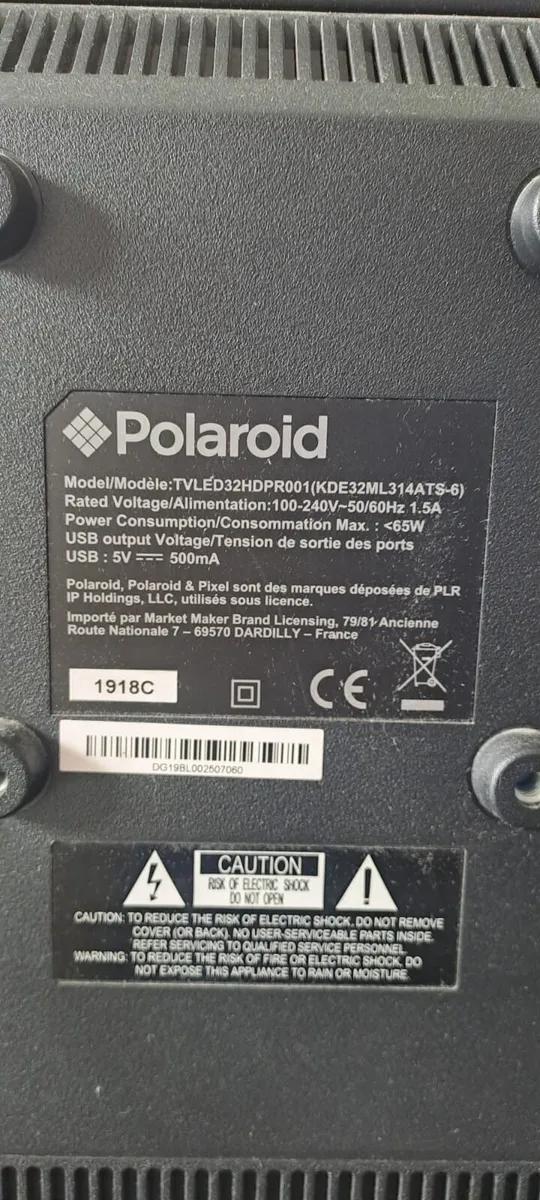 Polaroid
Model/Modèle:TVLED32HDPR001(KDE32ML314ATS-6)
Rated Voltage/Alimentation:100-240V~50/60Hz 1.5A
Power Consumption/Consommation Max. : <65W
USB output Voltage/Tension de sortie des ports
USB : 5V ⎓ 500mA
Polaroid, Polaroid & Pixel sont des marques déposées de PLR
IP Holdings, LLC, utilisés sous licence.
Importé par Market Maker Brand Licensing, 79/81 Ancienne
Route Nationale 7 – 69570 DARDILLY – France
1918C
CE
DG19BL002507060
CAUTION
RISK OF ELECTRIC SHOCK
DO NOT OPEN
CAUTION: TO REDUCE THE RISK OF ELECTRIC SHOCK. DO NOT REMOVE
COVER (OR BACK). NO USER-SERVICEABLE PARTS INSIDE.
REFER SERVICING TO QUALIFIED SERVICE PERSONNEL.
WARNING: TO REDUCE THE RISK OF FIRE OR ELECTRIC SHOCK. DO
NOT EXPOSE THIS APPLIANCE TO RAIN OR MOISTURE.